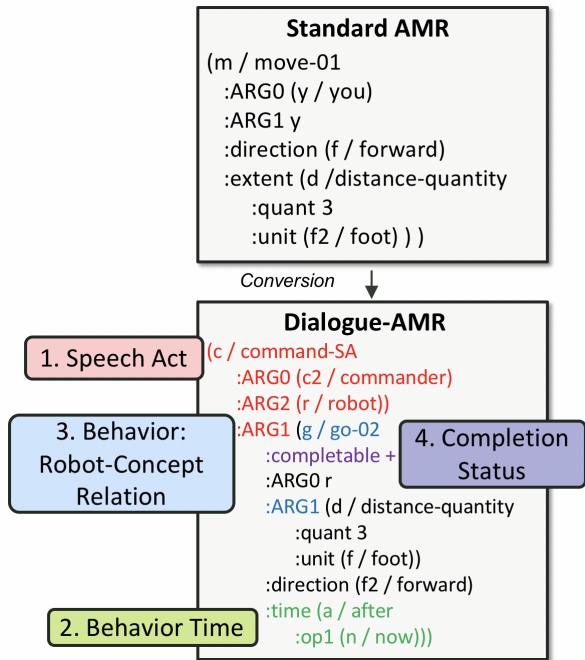 Standard AMR
(m / move-01
:ARG0 (y / you)
:ARG1 y
:direction (f / forward)
:extent (d /distance-quantity
:quant 3
:unit (f2 / foot) ) )
Conversion
Dialogue-AMR
1. Speech Act
(c / command-SA
:ARG0 (c2 / commander)
:ARG2 (r / robot))
3. Behavior:
Robot-Concept
Relation
:ARG1 (g / go-02
4. Completion
Status
:completable +
:ARG0 r
:ARG1 (d / distance-quantity
:quant 3
:unit (f / foot))
:direction (f2 / forward)
2. Behavior Time
:time (a / after
:op1 (n / now)))